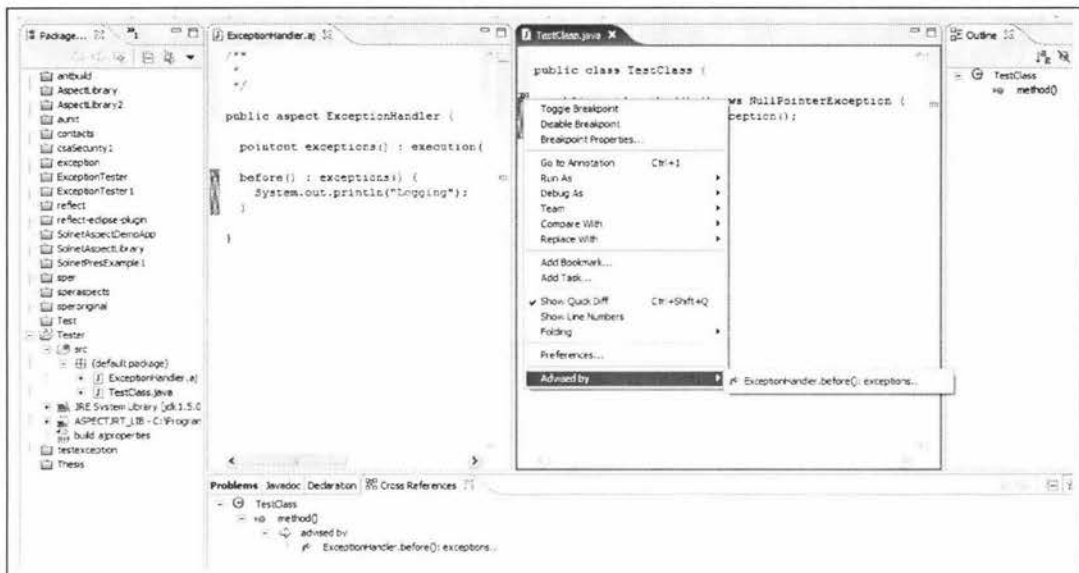 Package...
antbuild
AspectLibrary
AspectLibrary2
aunit
contacts
csaSecurity1
exception
ExceptionTester
ExceptionTester1
reflect
reflect-eclipse-plugin
SolnetAspectDemoApp
SolnetAspectLibrary
SolnetPresExample1
sper
speraspects
speroriginal
Test
Tester
src
(default package)
ExceptionHandler.aj
TestClass.java
JRE System Library [jdk1.5.0
ASPECTJRT_LIB - C:\Program
build.ajproperties
testexception
Thesis
ExceptionHandler.aj
/**
*
*/
public aspect ExceptionHandler {
pointcut exceptions() : execution(
before() : exceptions() {
System.out.println("Logging");
}
}
TestClass.java
public class TestClass {
ws NullPointerException {
ception();
Toggle Breakpoint
Disable Breakpoint
Breakpoint Properties...
Go to Annotation Ctrl+1
Run As
Debug As
Team
Compare With
Replace With
Add Bookmark...
Add Task...
Show Quick Diff Ctrl+Shift+Q
Show Line Numbers
Folding
Preferences...
Advised by
ExceptionHandler.before(): exceptions..
Outline
TestClass
method()
Problems Javadoc Declaration Cross References
TestClass
method()
advised by
ExceptionHandler.before(): exceptions..